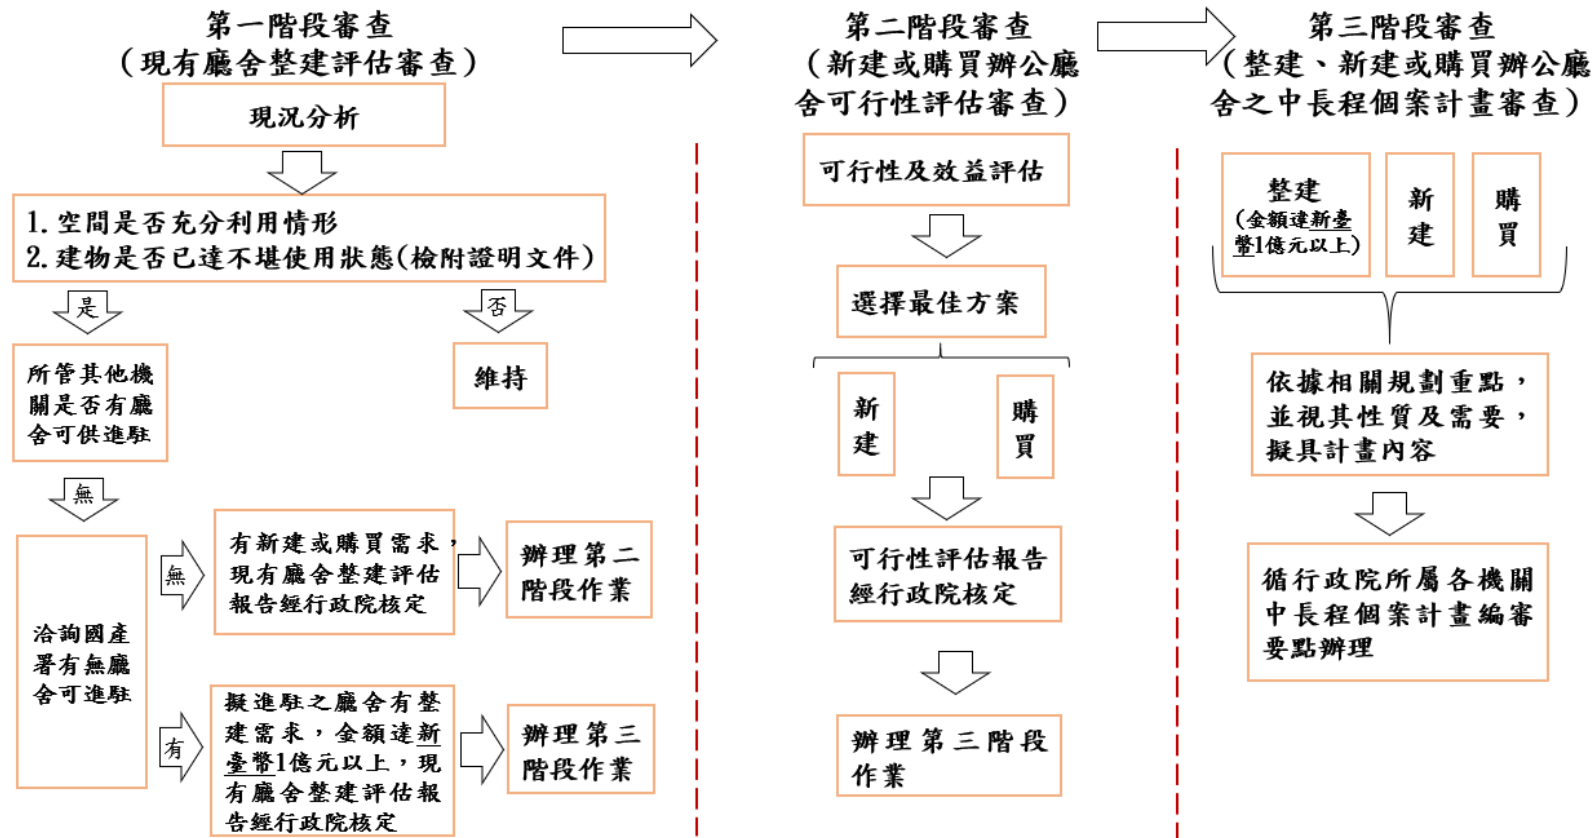 第一階段審查
(現有廳舍整建評估審查)
現況分析
1. 空間是否充分利用情形
2. 建物是否已達不堪使用狀態(檢附證明文件)
是
否
所管其他機
關是否有廳
舍可供進駐
維持
無
洽詢國產
署有無廳
舍可進駐
無
有新建或購買需求,
現有廳舍整建評估
報告經行政院核定
辦理第二
階段作業
有
擬進駐之廳舍有整
建需求,金額達新
臺幣1億元以上,現
有廳舍整建評估報
告經行政院核定
辦理第三
階段作業
第二階段審查
(新建或購買辦公廳
舍可行性評估審查)
可行性及效益評估
選擇最佳方案
新
建
購
買
可行性評估報告
經行政院核定
辦理第三階段
作業
第三階段審查
(整建、新建或購買辦公廳
舍之中長程個案計畫審查)
整建
(金額達新臺
幣1億元以上)
新
建
購
買
依據相關規劃重點,
並視其性質及需要,
擬具計畫內容
循行政院所屬各機關
中長程個案計畫編審
要點辦理